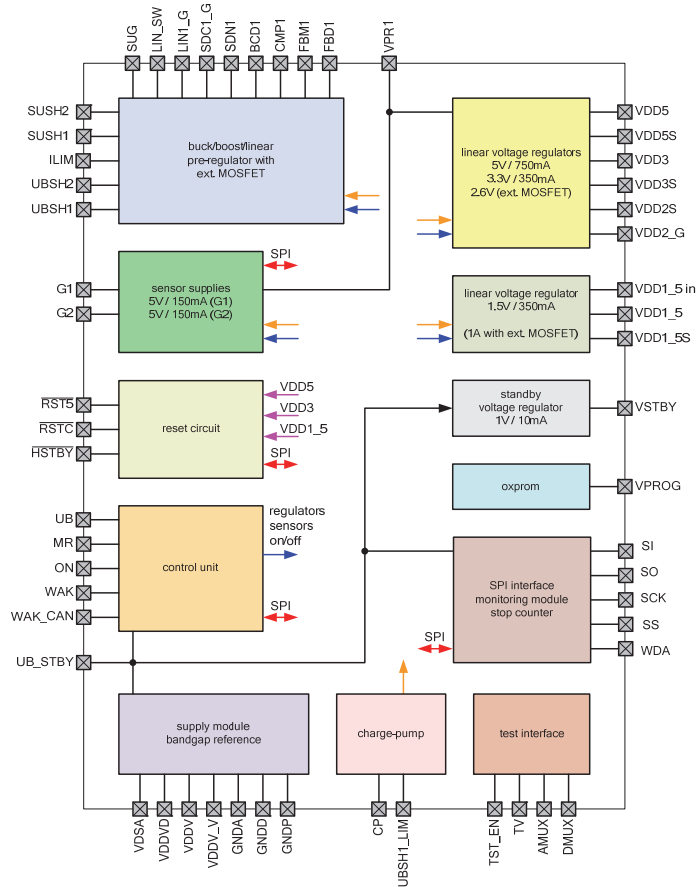 SUG
LIN_SW
LIN1_G
SDC1_G
SDN1
BCD1
CMP1
FBM1
FBD1
VPR1
SUSH2
SUSH1
ILIM
UBSH2
UBSH1
buck/boost/linear
pre-regulator with
ext. MOSFET
linear voltage regulators
5V / 750mA
3.3V / 350mA
2.6V (ext. MOSFET)
VDD5
VDD5S
VDD3
VDD3S
VDD2S
VDD2_G
G1
G2
sensor supplies
5V / 150mA (G1)
5V / 150mA (G2)
SPI
linear voltage regulator
1.5V / 350mA
(1A with ext. MOSFET)
VDD1_5 in
VDD1_5
VDD1_5S
RST5
RSTC
HSTBY
reset circuit
VDD5
VDD3
VDD1_5
SPI
standby
voltage regulator
1V / 10mA
VSTBY
oxprom
VPROG
UB
MR
ON
WAK
WAK_CAN
UB_STBY
control unit
regulators
sensors
on/off
SPI
SPI interface
monitoring module
stop counter
SPI
SI
SO
SCK
SS
WDA
supply module
bandgap reference
charge-pump
test interface
VDSA
VDDVD
VDDV
VDDV_V
GNDA
GNDD
GNDP
CP
UBSH1_LIM
TST_EN
TV
AMUX
DMUX